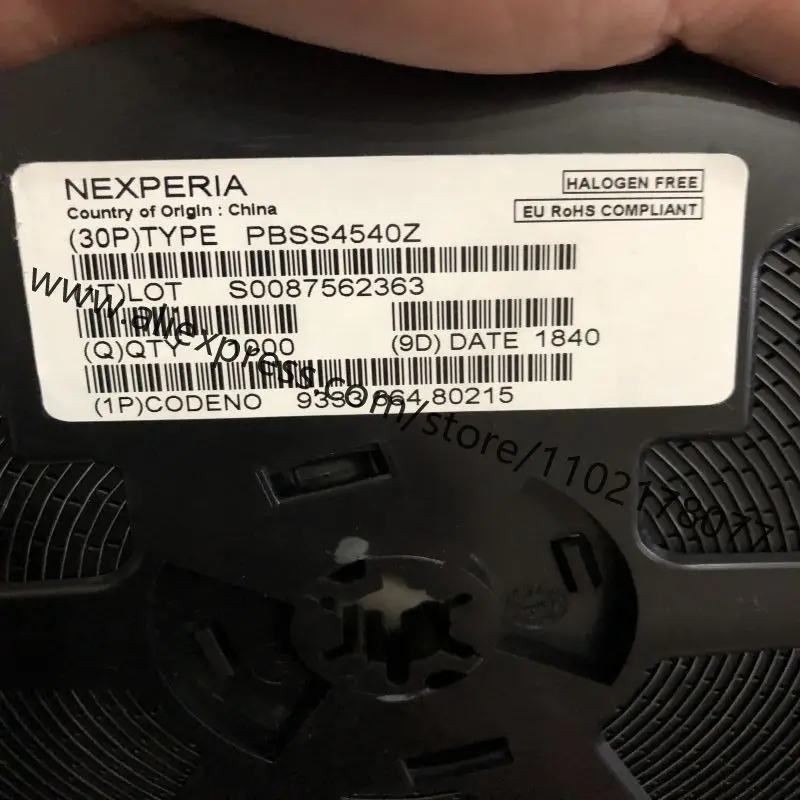 NEXPERIA
HALOGEN FREE
Country of Origin : China
EU RoHS COMPLIANT
(30P)TYPE PBSS4540Z
LOT S0087562363
(Q)QTY
(9D) DATE 1840
(1P)CODENO
www.aliexpress.com/store/1102178077